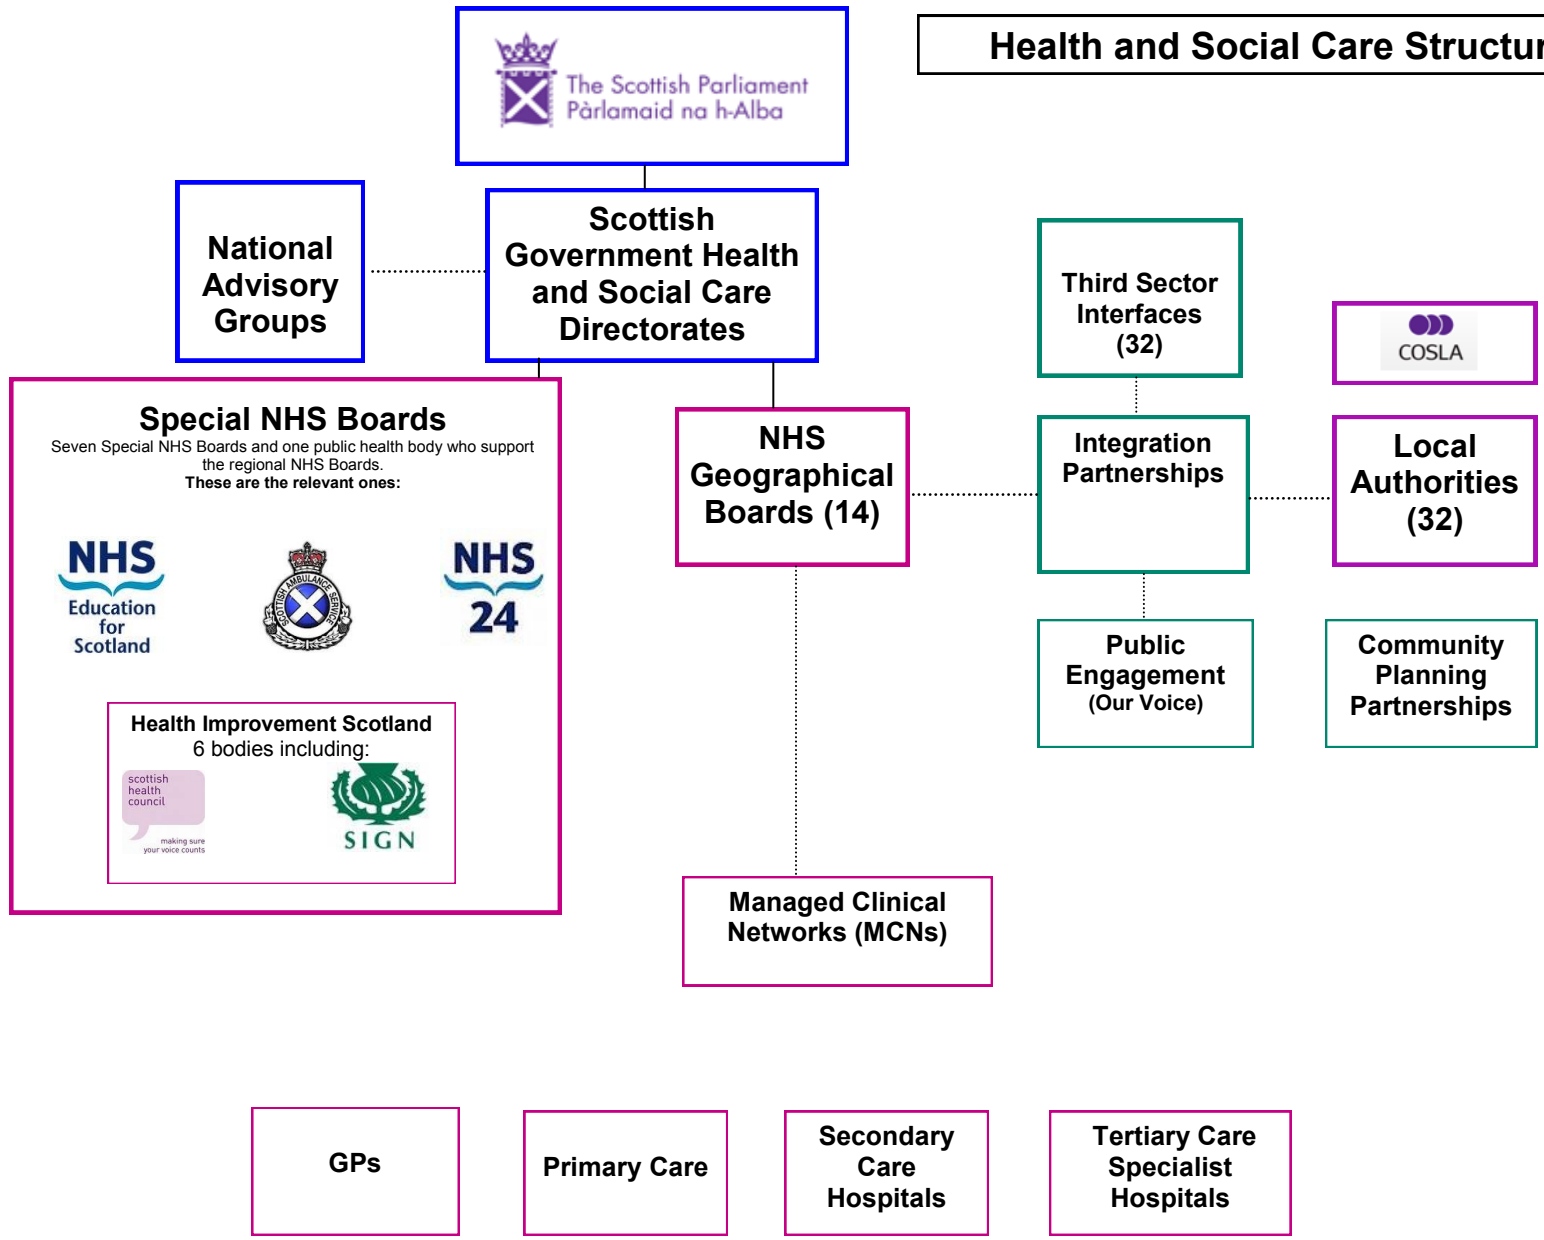 Health and Social Care Structur
The Scottish Parliament
Pàrlamaid na h-Alba
National
Advisory
Groups
Scottish
Government Health
and Social Care
Directorates
Third Sector
Interfaces
(32)
COSLA
Special NHS Boards
Seven Special NHS Boards and one public health body who support
the regional NHS Boards.
These are the relevant ones:
NHS
Education
for
Scotland
SCOTTISH AMBULANCE SERVICE
NHS
24
Health Improvement Scotland
6 bodies including:
scottish
health
council
making sure
your voice counts
SIGN
NHS
Geographical
Boards (14)
Integration
Partnerships
Local
Authorities
(32)
Public
Engagement
(Our Voice)
Community
Planning
Partnerships
Managed Clinical
Networks (MCNs)
GPs
Primary Care
Secondary
Care
Hospitals
Tertiary Care
Specialist
Hospitals